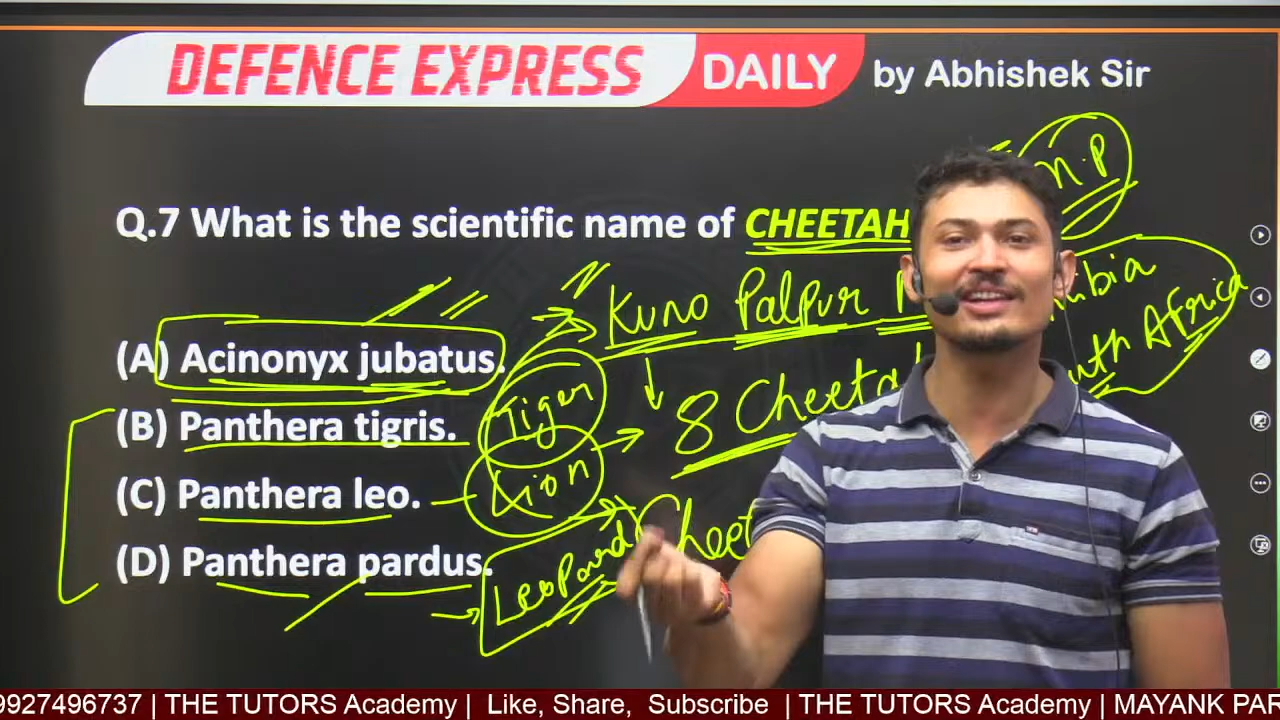 DEFENCE EXPRESS DAILY by Abhishek Sir
M.P
Q.7 What is the scientific name of CHEETAH
Kuno Palpur
South Africa
(A) Acinonyx jubatus.
Tiger
8 Cheetah
(B) Panthera tigris.
(C) Panthera leo.
Lion
(D) Panthera pardus.
Leopard
9927496737 | THE TUTORS Academy | Like, Share, Subscribe | THE TUTORS Academy | MAYANK PAR